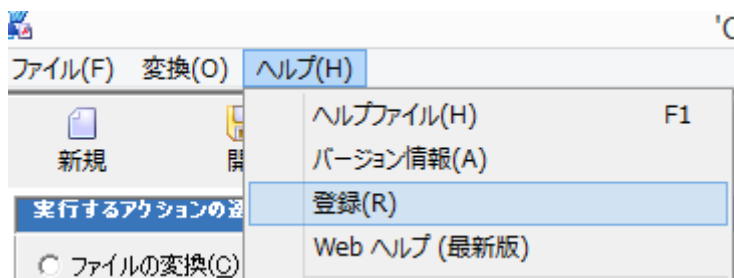 ファイル(F) 変換(O) ヘルプ(H)
新規
ヘルプファイル(H) F1
バージョン情報(A)
登録(R)
Web ヘルプ (最新版)
実行するアクションの
ファイルの変換(C)